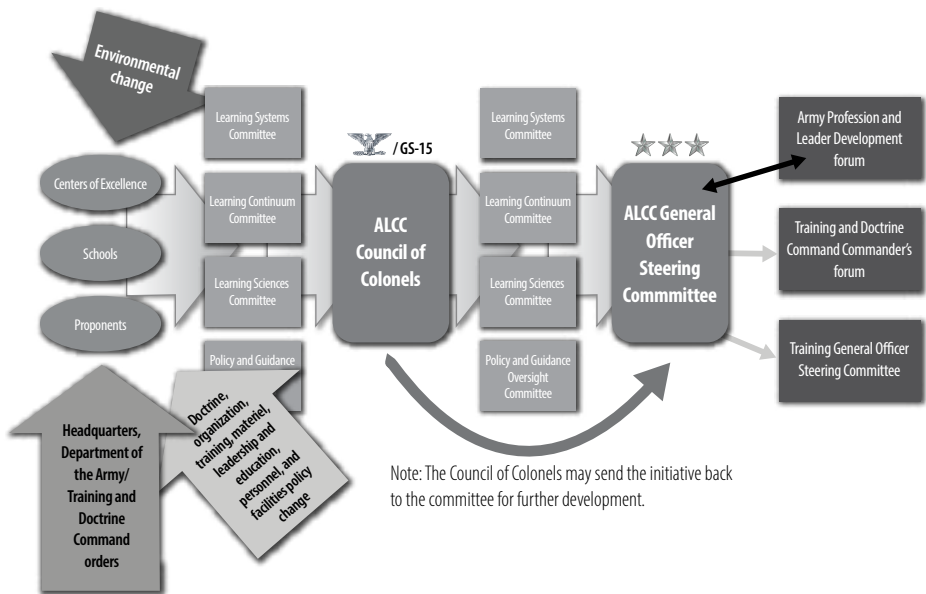 Environmental
change
Learning Systems
Committee
Learning Systems
Committee
/ GS-15
Army Profession and
Leader Development
forum
Centers of Excellence
Learning Continuum
Committee
ALCC
Council of
Colonels
Learning Continuum
Committee
ALCC General
Officer
Steering
Commmittee
Schools
Training and Doctrine
Command Commander's
forum
Learning Sciences
Committee
Learning Sciences
Committee
Proponents
Policy and Guidance
Policy and Guidance
Oversight
Committee
Training General Officer
Steering Committee
Headquarters,
Department of
the Army/
Training and
Doctrine
Command
orders
Doctrine,
organization,
training, materiel,
leadership and
education,
personnel, and
facilities policy
change
Note: The Council of Colonels may send the initiative back
to the committee for further development.